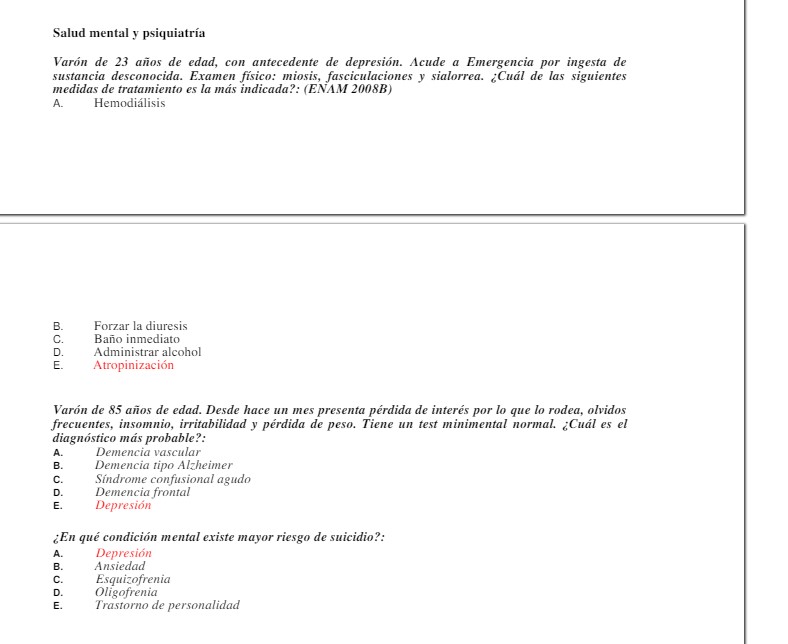 Salud mental y psiquiatría
Varón de 23 años de edad, con antecedente de depresión. Acude a Emergencia por ingesta de
sustancia desconocida. Examen físico: miosis, fasciculaciones y sialorrea. ¿Cuál de las siguientes
medidas de tratamiento es la más indicada?: (ENAM 2008B)
A. Hemodiálisis
B. Forzar la diuresis
C. Baño inmediato
D. Administrar alcohol
E. Atropinización
Varón de 85 años de edad. Desde hace un mes presenta pérdida de interés por lo que lo rodea, olvidos
frecuentes, insomnio, irritabilidad y pérdida de peso. Tiene un test minimental normal. ¿Cuál es el
diagnóstico más probable?:
A. Demencia vascular
B. Demencia tipo Alzheimer
C. Síndrome confusional agudo
D. Demencia frontal
E. Depresión
¿En qué condición mental existe mayor riesgo de suicidio?:
A. Depresión
B. Ansiedad
C. Esquizofrenia
D. Oligofrenia
E. Trastorno de personalidad